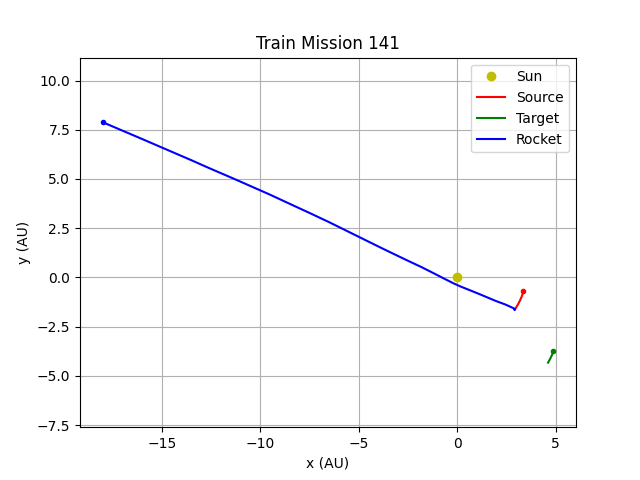 Train Mission 141
Sun
Source
Target
Rocket
10.0
7.5
5.0
2.5
0.0
−2.5
−5.0
−7.5
y (AU)
−15
−10
−5
0
5
x (AU)